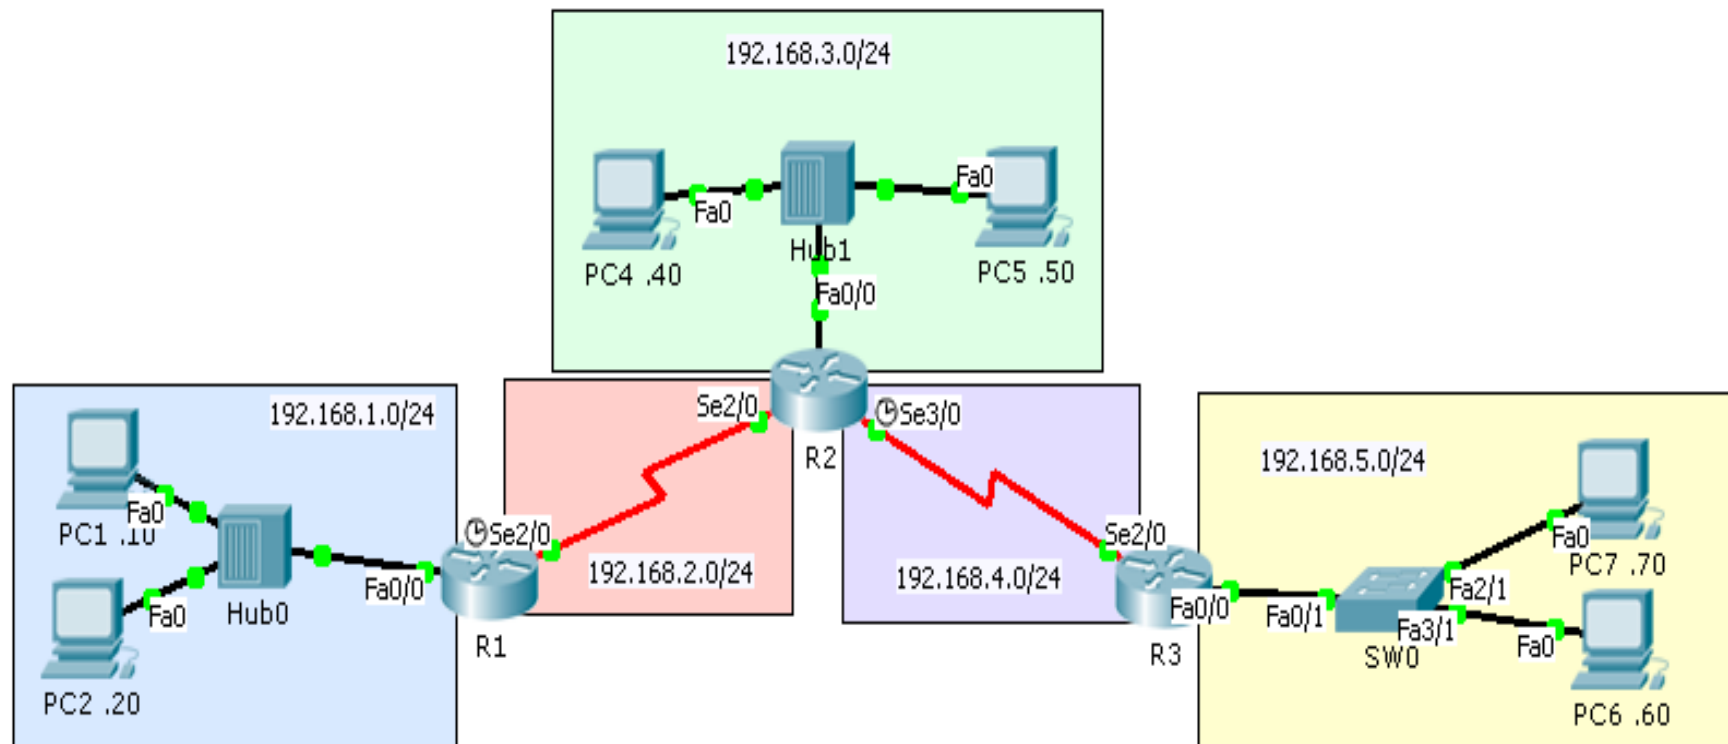 192.168.3.0/24
Fa0
Fa0
Hub1
PC4 .40
PC5 .50
Fa0/0
192.168.1.0/24
Se2/0
Se3/0
R2
192.168.5.0/24
Fa0
PC1 .10
Se2/0
Se2/0
Fa0
PC7 .70
192.168.2.0/24
192.168.4.0/24
Fa0/0
Fa2/1
Fa0
Hub0
Fa0/0
Fa0/1
Fa3/1
Fa0
R1
R3
SW0
PC2 .20
PC6 .60